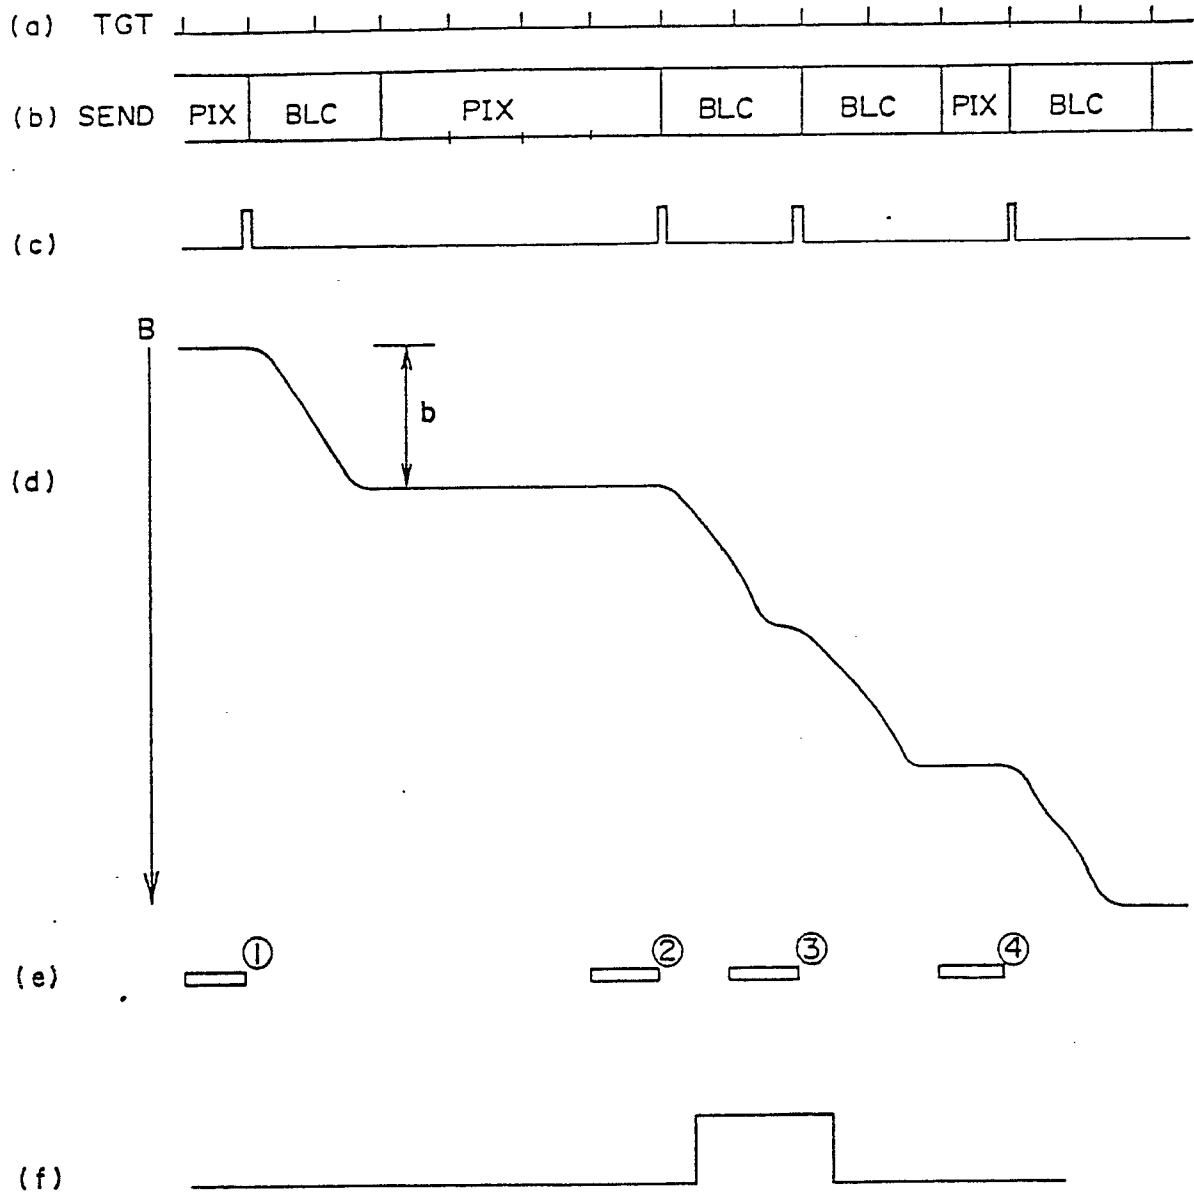 (a) TGT
(b) SEND PIX BLC PIX BLC BLC PIX BLC
(c)
B
b
(d)
① ② ③ ④
(e)
(f)